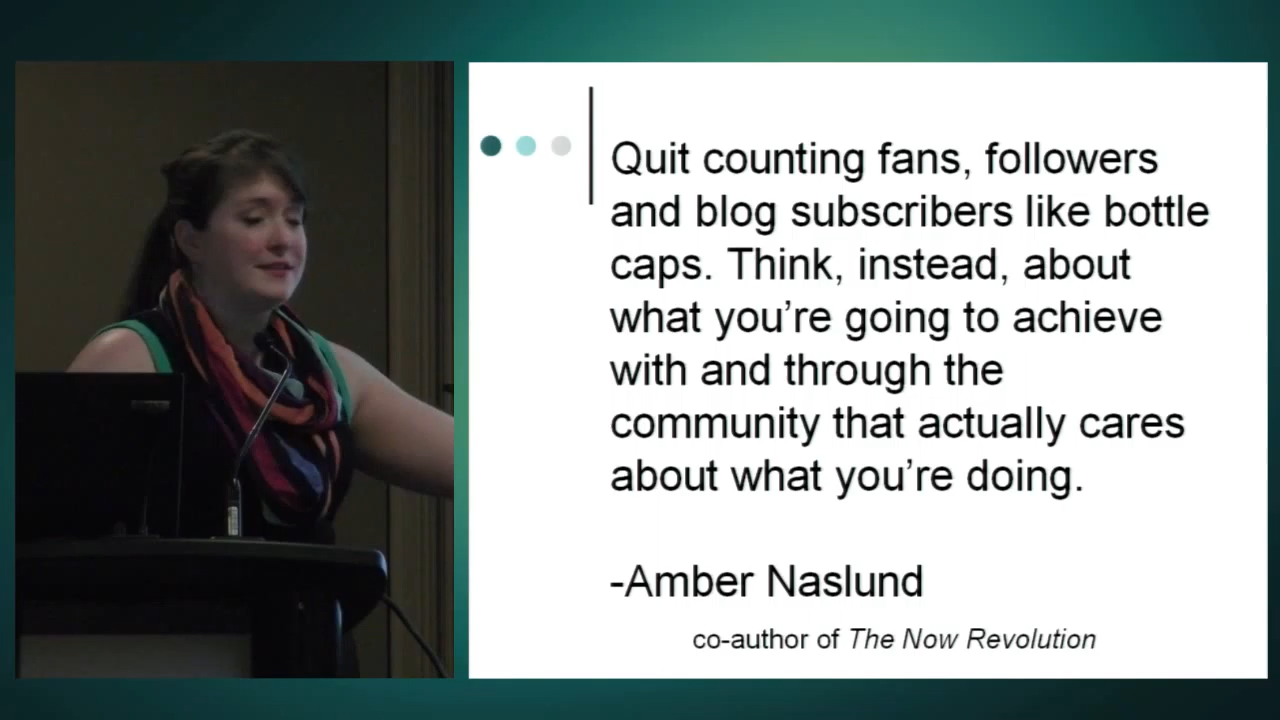 Quit counting fans, followers
and blog subscribers like bottle
caps. Think, instead, about
what you’re going to achieve
with and through the
community that actually cares
about what you’re doing.
-Amber Naslund
co-author of The Now Revolution